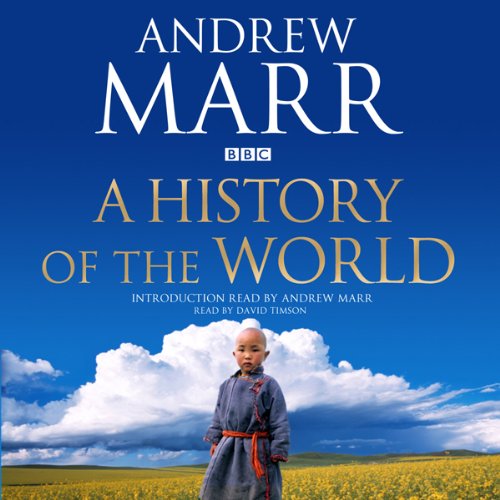 ANDREW
MARR
BBC
A HISTORY
OF THE WORLD
INTRODUCTION READ BY ANDREW MARR
READ BY DAVID TIMSON